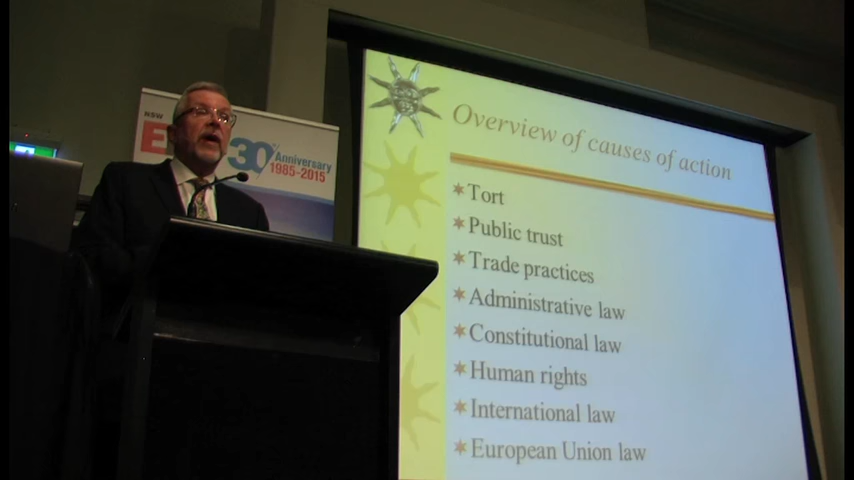 NSW
30
Anniversary
1985-2015
Overview of causes of action
Tort
Public trust
Trade practices
Administrative law
Constitutional law
Human rights
International law
European Union law